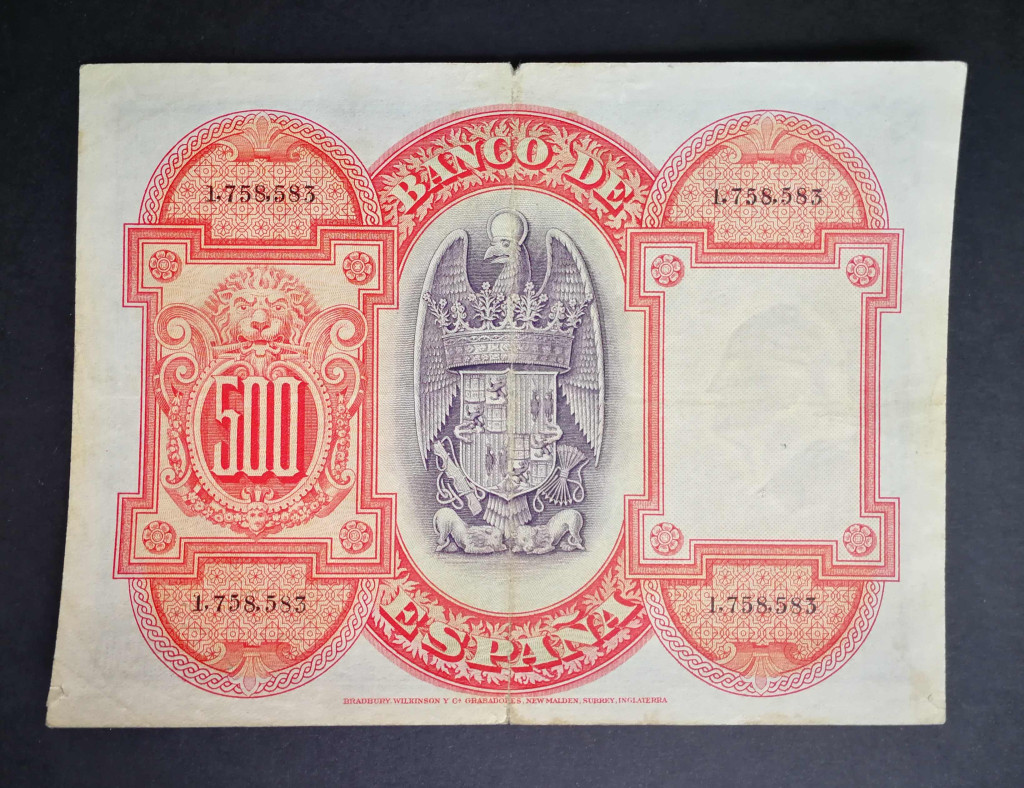 1,758,583
1,758,583
BANCO DE
500
1,758,583
1,758,583
ESPAÑA
BRADBURY, WILKINSON Y Cª GRABADORES, NEW MALDEN, SURREY, INGLATERRA